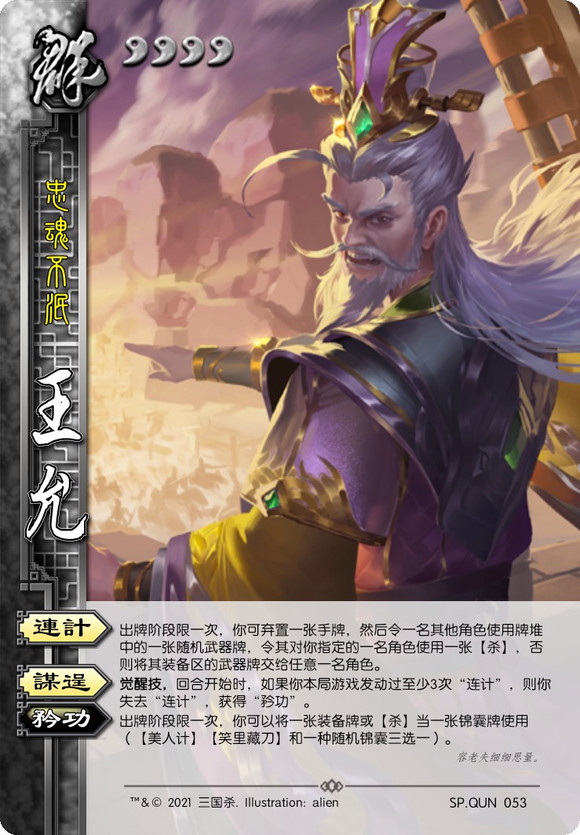 群
忠魂不泯
王允
連計
出牌阶段限一次，你可弃置一张手牌，然后令一名其他角色使用牌堆
中的一张随机武器牌，令其对你指定的一名角色使用一张【杀】，否
则将其装备区的武器牌交给任意一名角色。
謀逞
觉醒技，回合开始时，如果你本局游戏发动过至少3次“连计”，则你
失去“连计”，获得“矜功”。
矜功
出牌阶段限一次，你可以将一张装备牌或【杀】当一张锦囊牌使用
（【美人计】【笑里藏刀】和一种随机锦囊三选一）。
容老夫细细思量。
™&© 2021 三国杀. Illustration: alien
SP.QUN 053